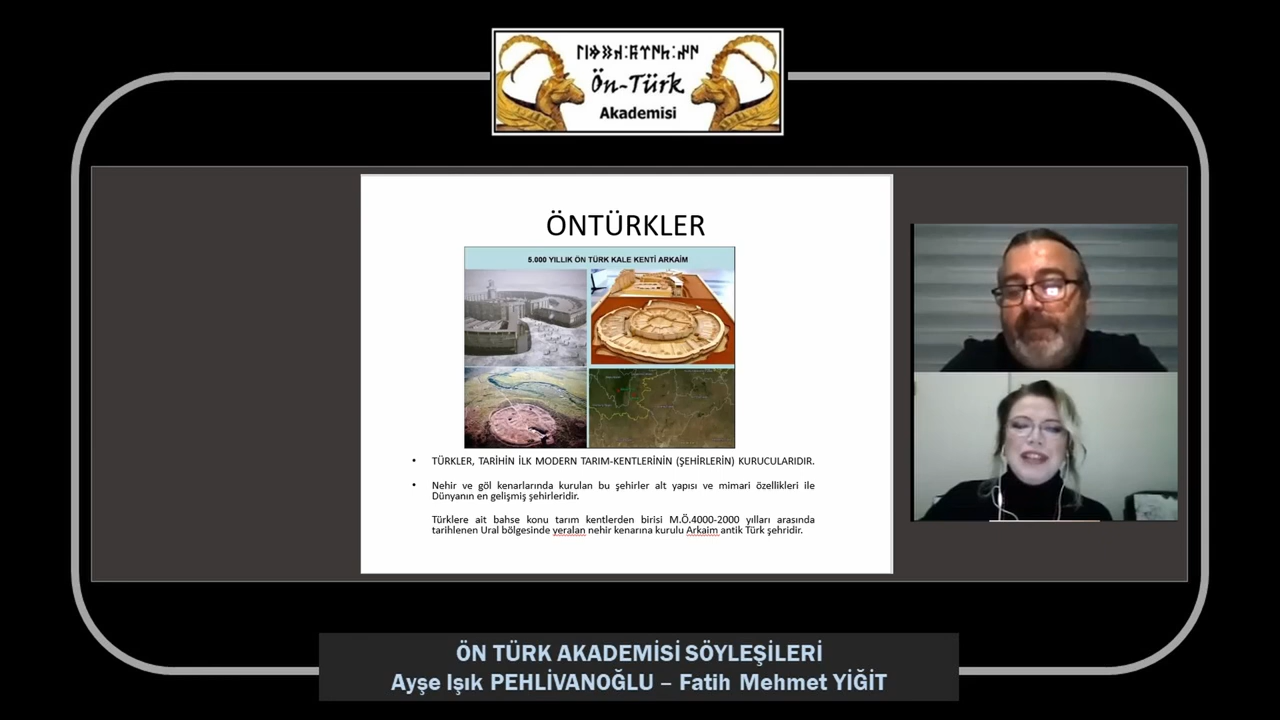 Ön-Türk
Akademisi
ÖNTÜRKLER
5.000 YILLIK ÖN TÜRK KALE KENTİ ARKAİM
• TÜRKLER, TARİHİN İLK MODERN TARIM-KENTLERİNİN (ŞEHİRLERİN) KURUCULARIDIR.
• Nehir ve göl kenarlarında kurulan bu şehirler alt yapısı ve mimari özellikleri ile
Dünyanın en gelişmiş şehirleridir.
Türklere ait bahse konu tarım kentlerden birisi M.Ö.4000-2000 yılları arasında
tarihlenen Ural bölgesinde yeralan nehir kenarına kurulu Arkaim antik Türk şehridir.
ÖN TÜRK AKADEMİSİ SÖYLEŞİLERİ
Ayşe Işık PEHLİVANOĞLU – Fatih Mehmet YİĞİT